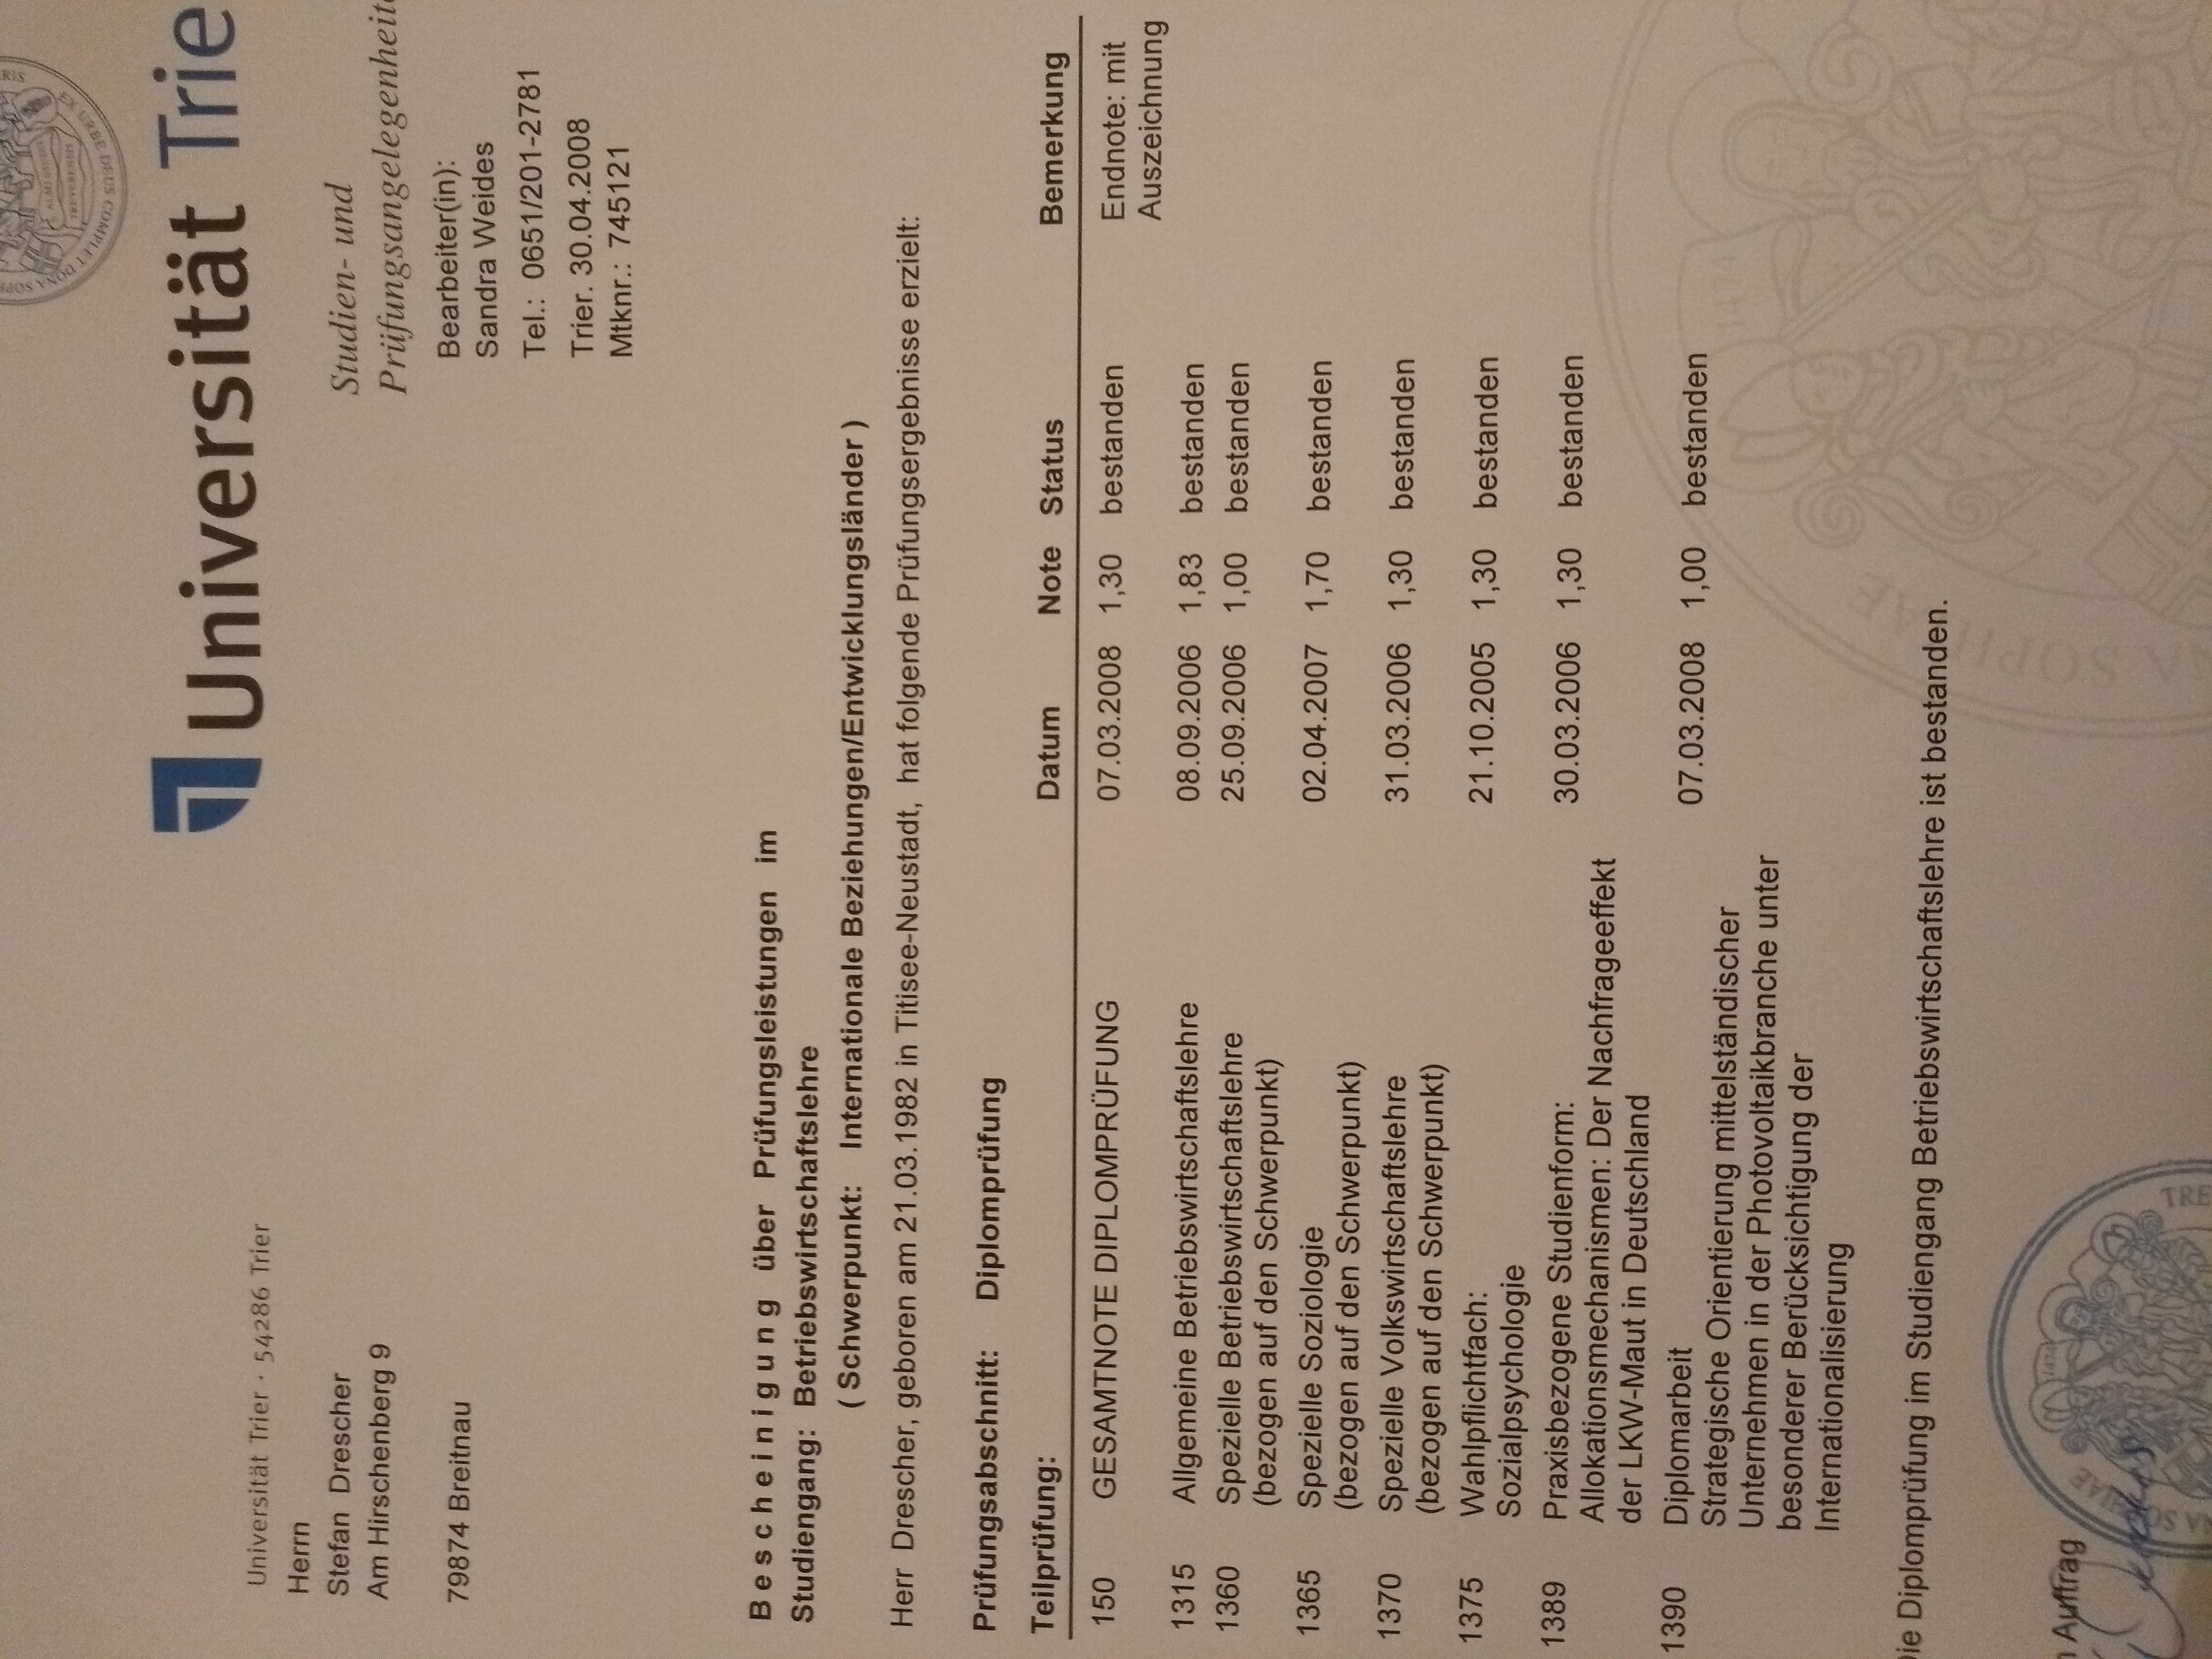 Universität Trie
Studien- und
Prüfungsangelegenheite
Universität Trier · 54286 Trier
Herrn
Stefan Drescher
Am Hirschenberg 9
79874 Breitnau
Bearbeiter(in):
Sandra Weides
Tel.: 0651/201-2781
Trier. 30.04.2008
Mtknr.: 745121
Bescheinigung über Prüfungsleistungen im
Studiengang: Betriebswirtschaftslehre
( Schwerpunkt: Internationale Beziehungen/Entwicklungsländer )
Herr Drescher, geboren am 21.03.1982 in Titisee-Neustadt, hat folgende Prüfungsergebnisse erzielt:
Prüfungsabschnitt: Diplomprüfung
Teilprüfung: Datum Note Status Bemerkung
150 GESAMTNOTE DIPLOMPRÜFUNG 07.03.2008 1,30 bestanden Endnote: mit
Auszeichnung
1315 Allgemeine Betriebswirtschaftslehre 08.09.2006 1,83 bestanden
1360 Spezielle Betriebswirtschaftslehre 25.09.2006 1,00 bestanden
(bezogen auf den Schwerpunkt)
1365 Spezielle Soziologie 02.04.2007 1,70 bestanden
(bezogen auf den Schwerpunkt)
1370 Spezielle Volkswirtschaftslehre 31.03.2006 1,30 bestanden
(bezogen auf den Schwerpunkt)
1375 Wahlpflichtfach: 21.10.2005 1,30 bestanden
Sozialpsychologie
1389 Praxisbezogene Studienform: 30.03.2006 1,30 bestanden
Allokationsmechanismen: Der Nachfrageeffekt
der LKW-Maut in Deutschland
1390 Diplomarbeit 07.03.2008 1,00 bestanden
Strategische Orientierung mittelständischer
Unternehmen in der Photovoltaikbranche unter
besonderer Berücksichtigung der
Internationalisierung
Die Diplomprüfung im Studiengang Betriebswirtschaftslehre ist bestanden.
Auftrag